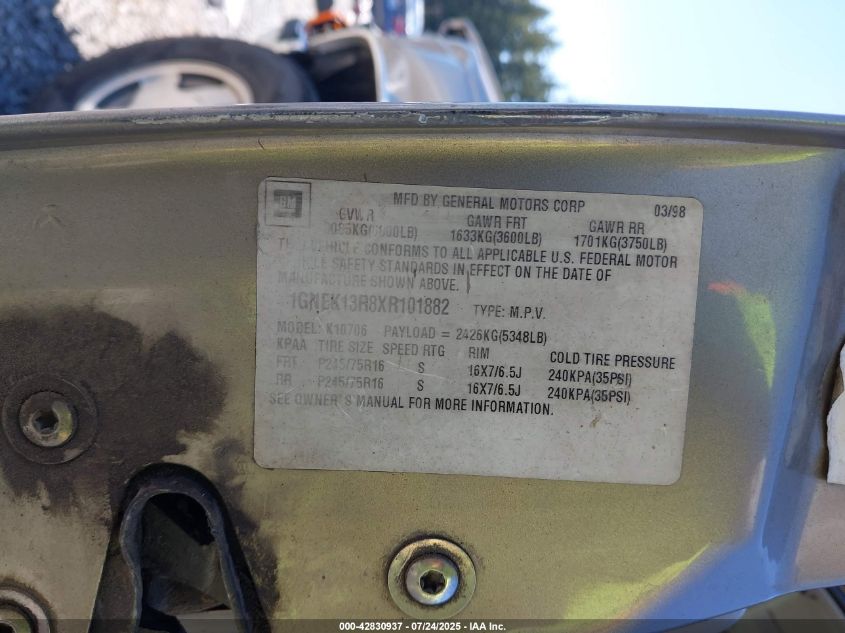 GM MFD BY GENERAL MOTORS CORP 03/98
GVWR GAWR FRT GAWR RR
1633KG(3600LB) 1701KG(3750LB)
VEHICLE CONFORMS TO ALL APPLICABLE U.S. FEDERAL MOTOR
SAFETY STANDARDS IN EFFECT ON THE DATE OF
MANUFACTURE SHOWN ABOVE.
1GNEK13R8XR101882 TYPE: M.P.V.
MODEL: K10706 PAYLOAD = 2426KG(5348LB)
KPAA TIRE SIZE SPEED RTG RIM COLD TIRE PRESSURE
FRT P245/75R16 S 16X7/6.5J 240KPA(35PSI)
RR P245/75R16 S 16X7/6.5J 240KPA(35PSI)
SEE OWNER'S MANUAL FOR MORE INFORMATION.
000-42830937 - 07/24/2025 - IAA Inc.